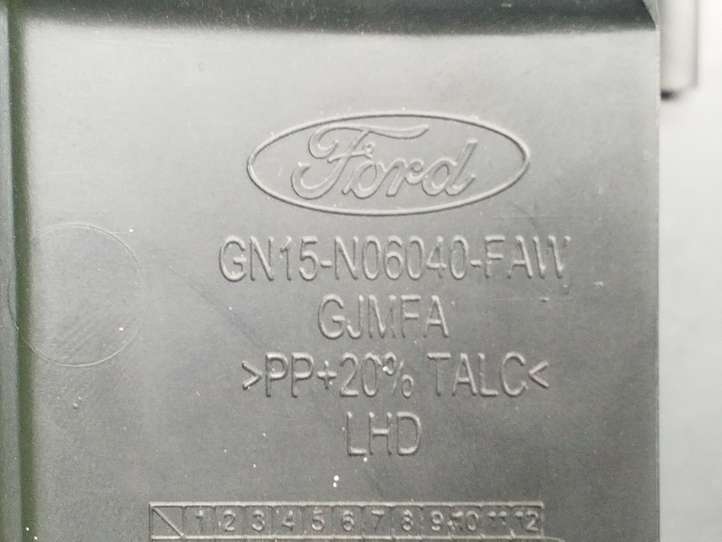 Ford
GN15-N06040-FAW
GJMFA
>PP+20% TALC<
LHD
1 2 3 4 5 6 7 8 9 10 11 12